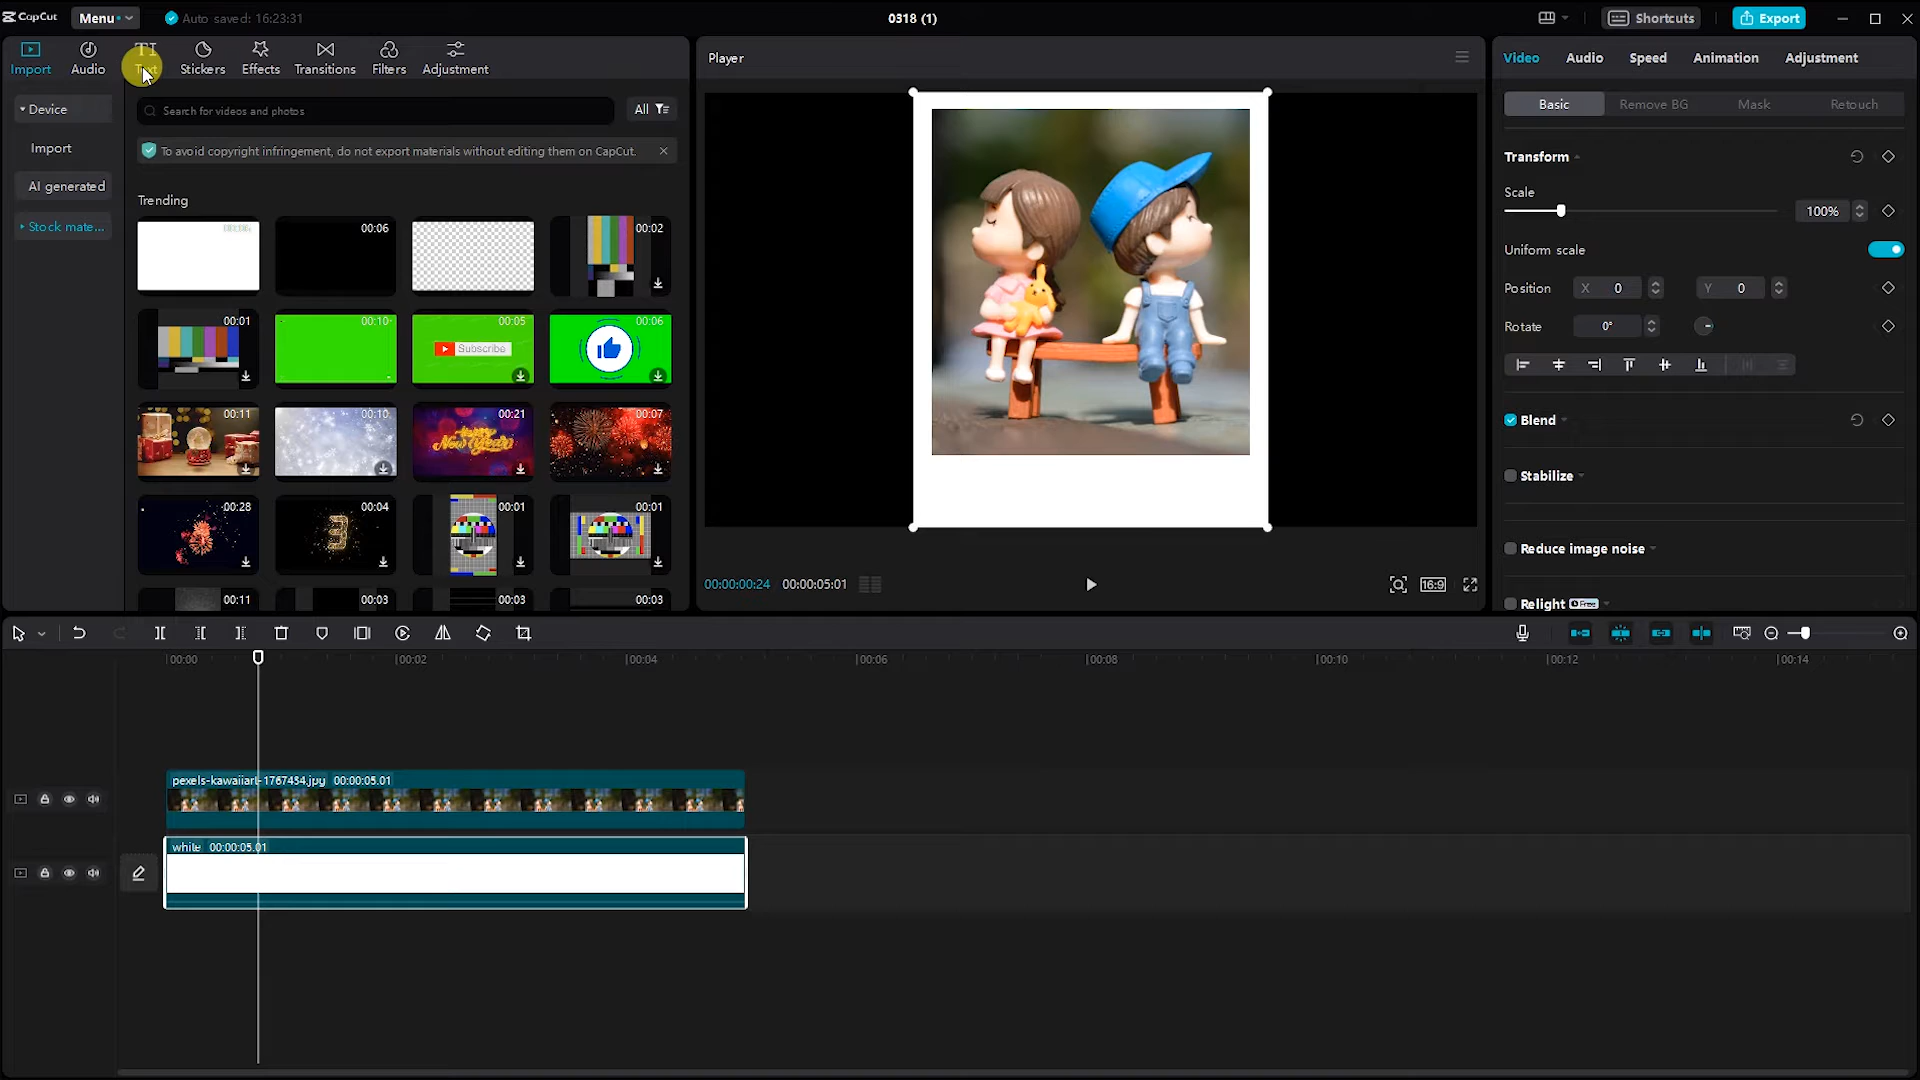 CapCut
Menu
Auto saved: 16:23:31
0318 (1)
Shortcuts
Export
Import
Audio
Text
Stickers
Effects
Transitions
Filters
Adjustment
Device
Import
AI generated
Stock mate...
Search for videos and photos
All
To avoid copyright infringement, do not export materials without editing them on CapCut.
Trending
00:06
00:02
00:01
00:10
00:05
Subscribe
00:06
00:11
00:10
00:21
Happy
New Year
00:07
00:28
00:04
3
00:01
00:01
00:11
00:03
00:03
00:03
Player
00:00:00:24
00:00:05:01
16:9
Video
Audio
Speed
Animation
Adjustment
Basic
Remove BG
Mask
Retouch
Transform
Scale
100%
Uniform scale
Position
X 0
Y 0
Rotate
0°
Blend
Stabilize
Reduce image noise
Relight
Free
00:00
00:02
00:04
00:06
00:08
00:10
00:12
00:14
pexels-kawaiiart-1767434.jpg 00:00:05:01
white 00:00:05:01